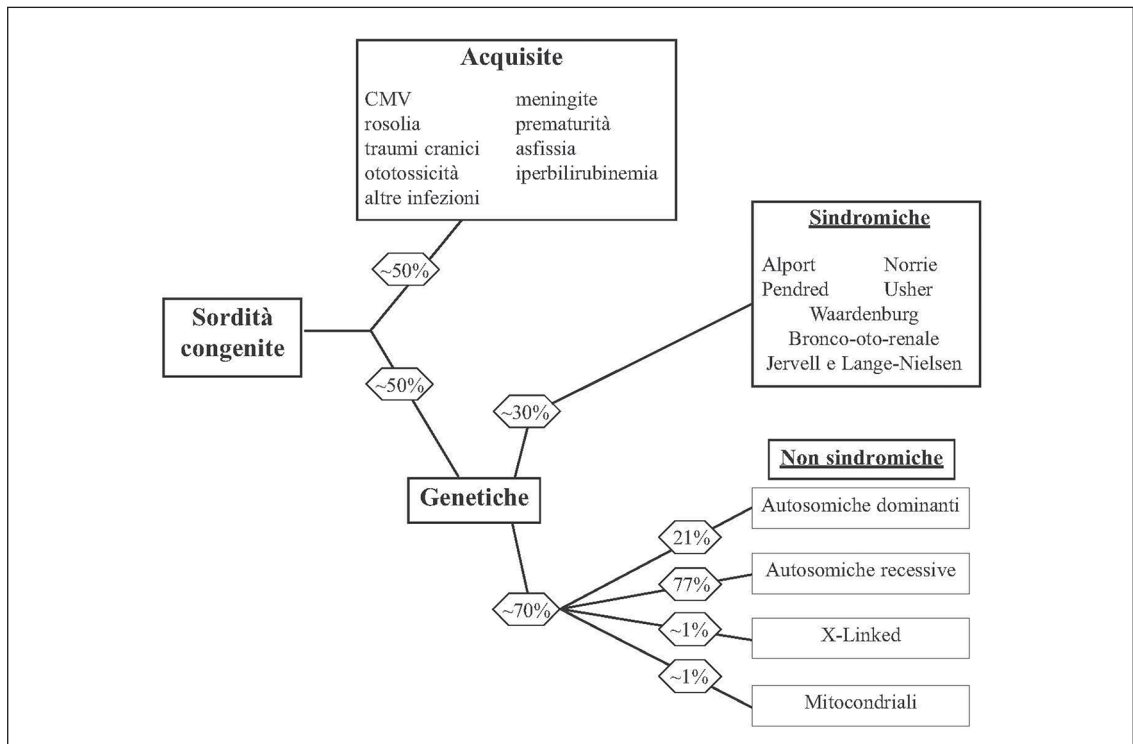 Acquisite
CMV meningite
rosolia prematurità
traumi cranici asfissia
ototossicità iperbilirubinemia
altre infezioni
~50%
Sordità
congenite
~50%
Sindromiche
Alport Norrie
Pendred Usher
Waardenburg
Bronco-oto-renale
Jervell e Lange-Nielsen
~30%
Genetiche
~70%
Non sindromiche
21%
Autosomiche dominanti
77%
Autosomiche recessive
~1%
X-Linked
~1%
Mitocondriali